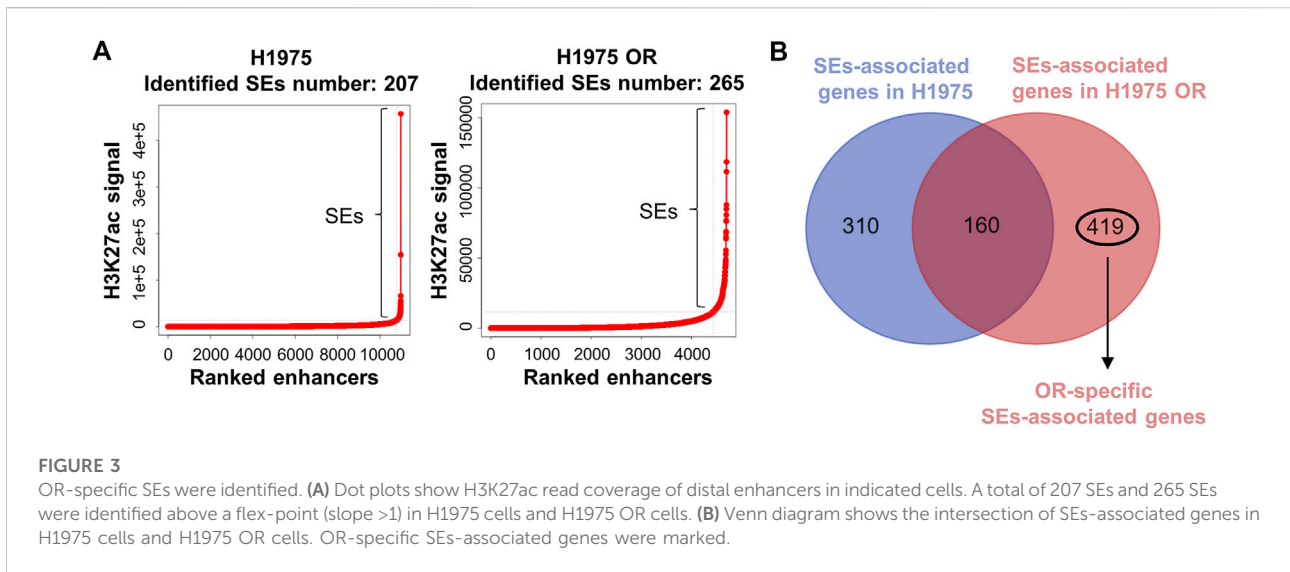 A
H1975
Identified SEs number: 207
H3K27ac signal
0
1e+5
2e+5
3e+5
4e+5
SEs
0 2000 4000 6000 8000 10000
Ranked enhancers
H1975 OR
Identified SEs number: 265
H3K27ac signal
0
50000
100000
150000
SEs
0 1000 2000 3000 4000
Ranked enhancers
B
SEs-associated
genes in H1975
SEs-associated
genes in H1975 OR
310
160
419
OR-specific
SEs-associated genes
FIGURE 3
OR-specific SEs were identified. (A) Dot plots show H3K27ac read coverage of distal enhancers in indicated cells. A total of 207 SEs and 265 SEs
were identified above a flex-point (slope >1) in H1975 cells and H1975 OR cells. (B) Venn diagram shows the intersection of SEs-associated genes in
H1975 cells and H1975 OR cells. OR-specific SEs-associated genes were marked.